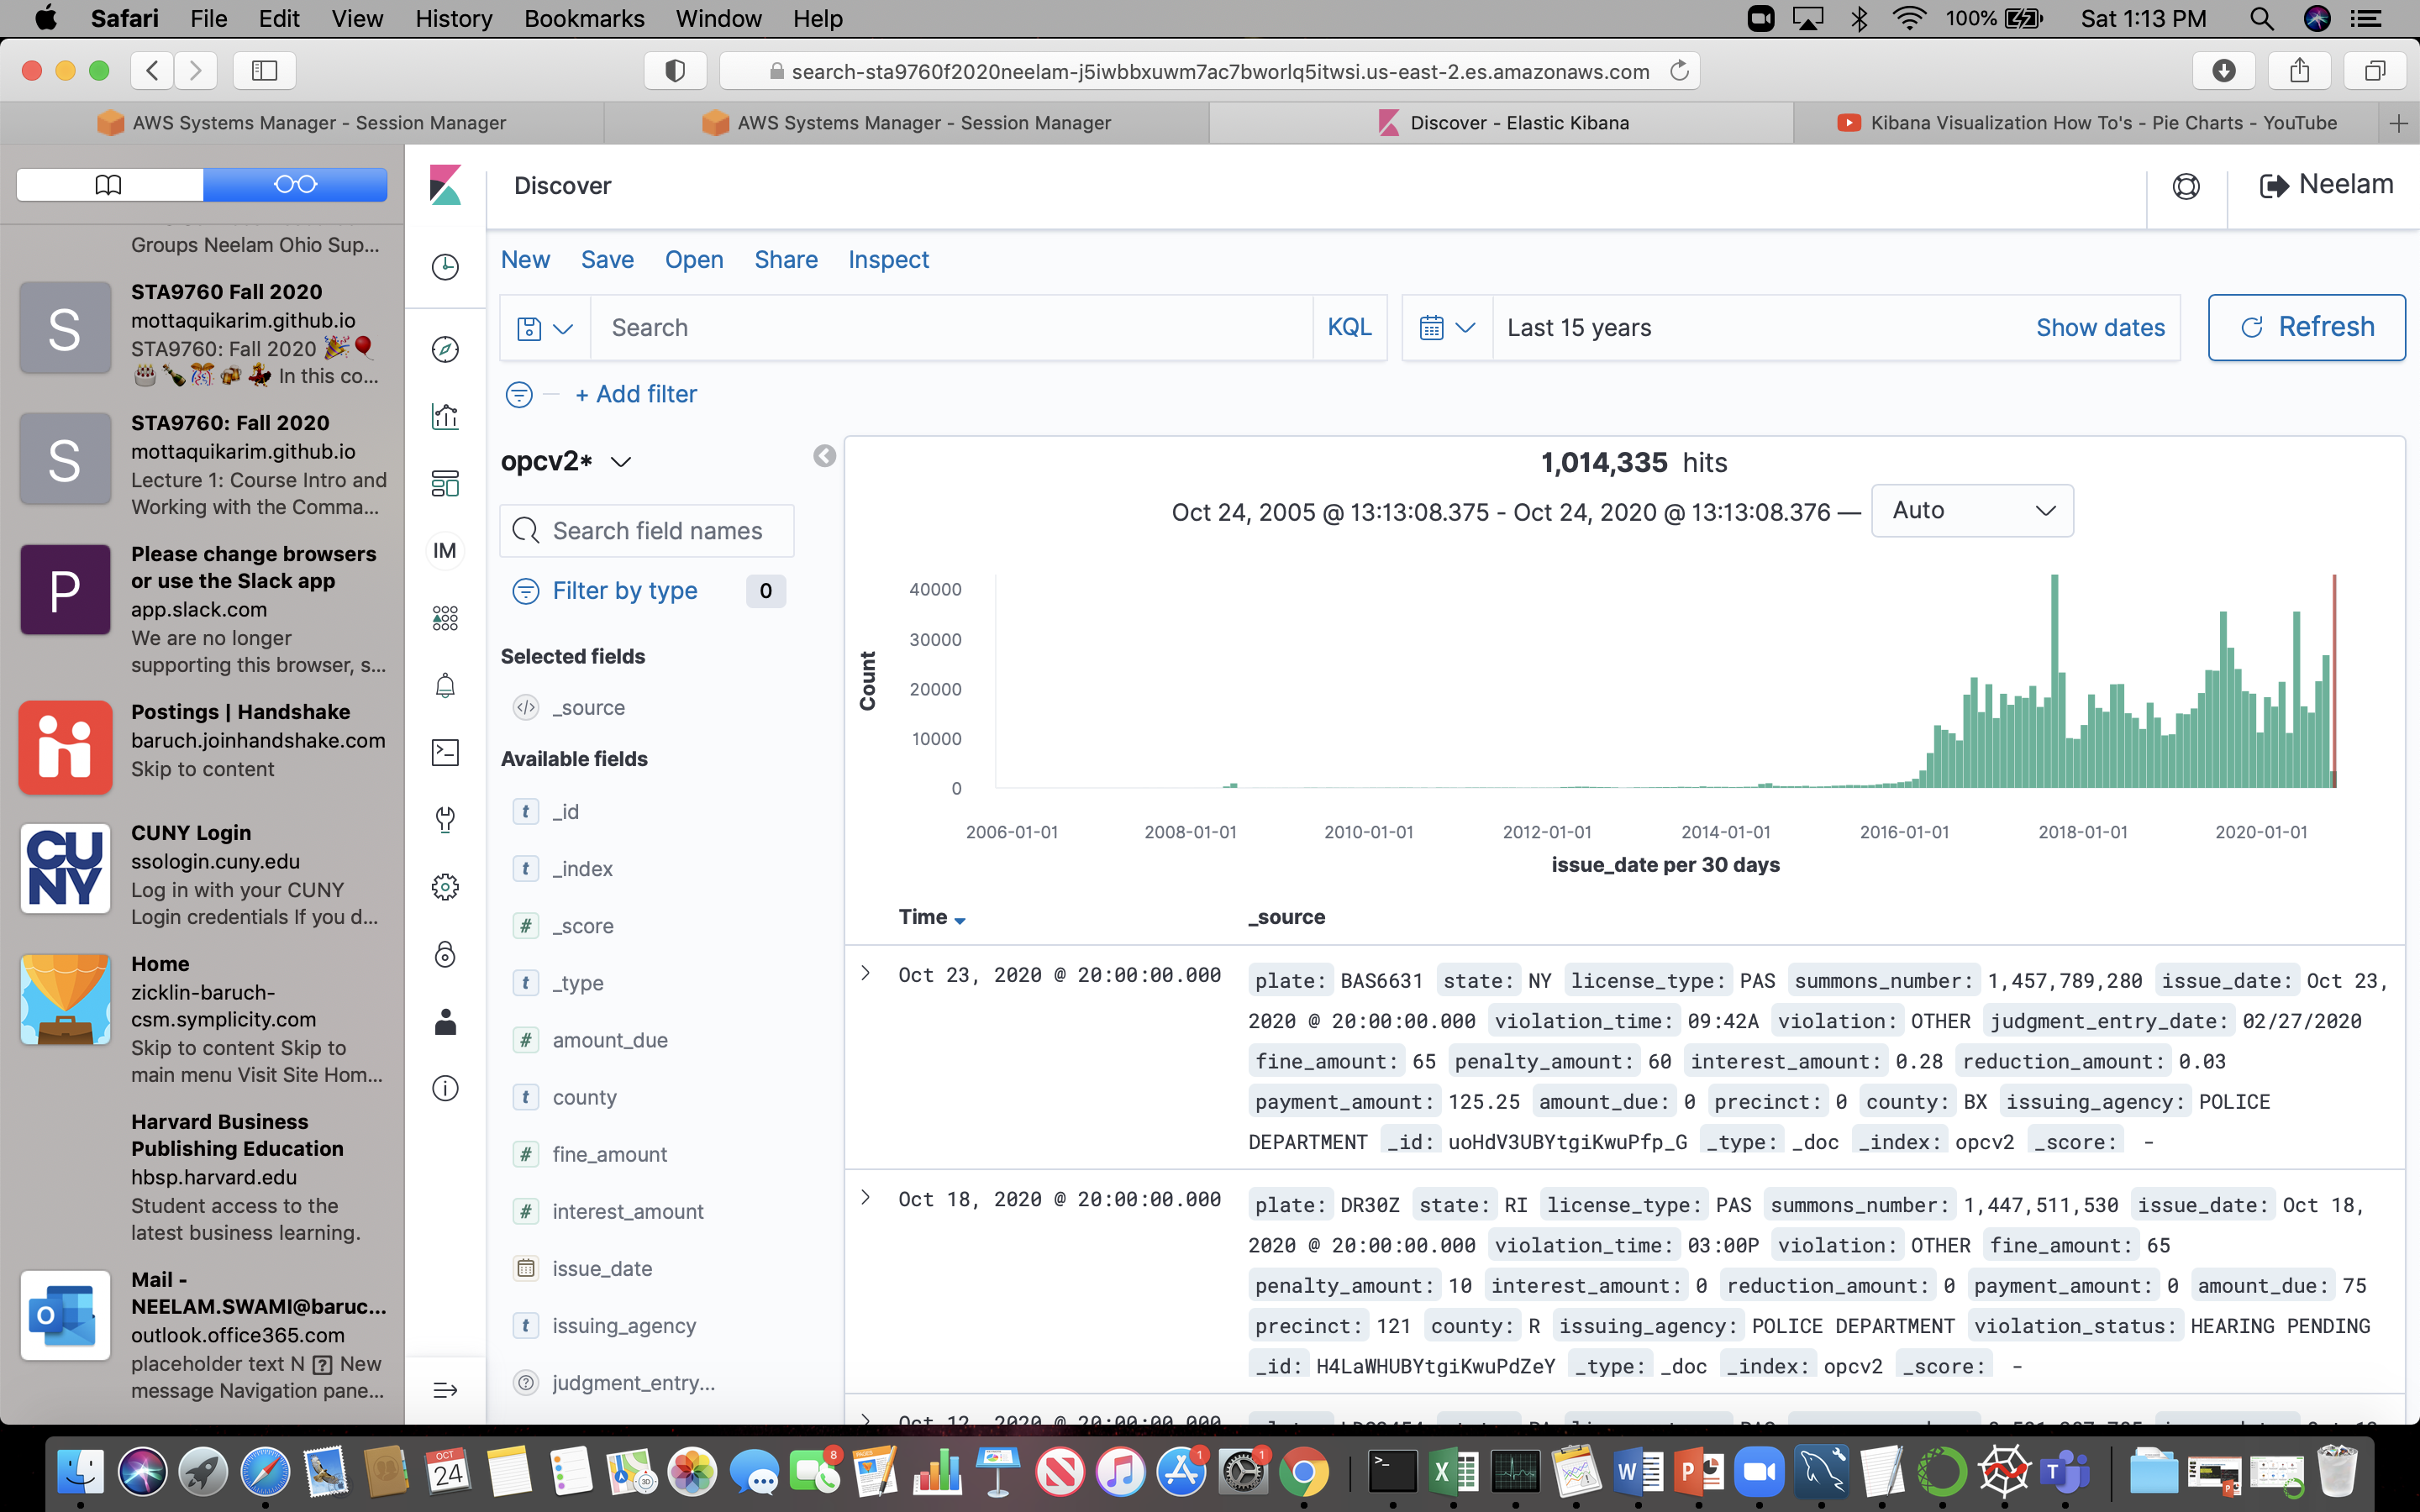 Safari File Edit View History Bookmarks Window Help 100% Sat 1:13 PM
search-sta9760f2020neelam-j5iwbbxuwm7ac7bworlq5itwsi.us-east-2.es.amazonaws.com
AWS Systems Manager - Session Manager
AWS Systems Manager - Session Manager
Discover - Elastic Kibana
Kibana Visualization How To's - Pie Charts - YouTube
Groups Neelam Ohio Sup...
S
STA9760 Fall 2020
mottaquikarim.github.io
STA9760: Fall 2020 🎉🎈
🎂🍾🎊🍻💃 In this co...
S
STA9760: Fall 2020
mottaquikarim.github.io
Lecture 1: Course Intro and
Working with the Comma...
P
Please change browsers
or use the Slack app
app.slack.com
We are no longer
supporting this browser, s...
Postings | Handshake
baruch.joinhandshake.com
Skip to content
CU
NY
CUNY Login
ssologin.cuny.edu
Log in with your CUNY
Login credentials If you d...
Home
zicklin-baruch-
csm.symplicity.com
Skip to content Skip to
main menu Visit Site Hom...
Harvard Business
Publishing Education
hbsp.harvard.edu
Student access to the
latest business learning.
Mail -
NEELAM.SWAMI@baruc...
outlook.office365.com
placeholder text N ? New
message Navigation pane...
IM
Discover
Neelam
New Save Open Share Inspect
Search KQL
Last 15 years Show dates
Refresh
+ Add filter
opcv2*
Search field names
Filter by type 0
Selected fields
_source
Available fields
t _id
t _index
# _score
t _type
# amount_due
t county
# fine_amount
# interest_amount
issue_date
t issuing_agency
judgment_entry...
1,014,335 hits
Oct 24, 2005 @ 13:13:08.375 - Oct 24, 2020 @ 13:13:08.376 — Auto
Count
40000
30000
20000
10000
0
2006-01-01 2008-01-01 2010-01-01 2012-01-01 2014-01-01 2016-01-01 2018-01-01 2020-01-01
issue_date per 30 days
Time _source
Oct 23, 2020 @ 20:00:00.000
plate: BAS6631 state: NY license_type: PAS summons_number: 1,457,789,280 issue_date: Oct 23,
2020 @ 20:00:00.000 violation_time: 09:42A violation: OTHER judgment_entry_date: 02/27/2020
fine_amount: 65 penalty_amount: 60 interest_amount: 0.28 reduction_amount: 0.03
payment_amount: 125.25 amount_due: 0 precinct: 0 county: BX issuing_agency: POLICE
DEPARTMENT _id: uoHdV3UBYtgiKwuPfp_G _type: _doc _index: opcv2 _score: -
Oct 18, 2020 @ 20:00:00.000
plate: DR30Z state: RI license_type: PAS summons_number: 1,447,511,530 issue_date: Oct 18,
2020 @ 20:00:00.000 violation_time: 03:00P violation: OTHER fine_amount: 65
penalty_amount: 10 interest_amount: 0 reduction_amount: 0 payment_amount: 0 amount_due: 75
precinct: 121 county: R issuing_agency: POLICE DEPARTMENT violation_status: HEARING PENDING
_id: H4LaWHUBYtgiKwuPdZeY _type: _doc _index: opcv2 _score: -
Oct 12, 2020 @ 20:00:00.000
OCT
24
8
1
1